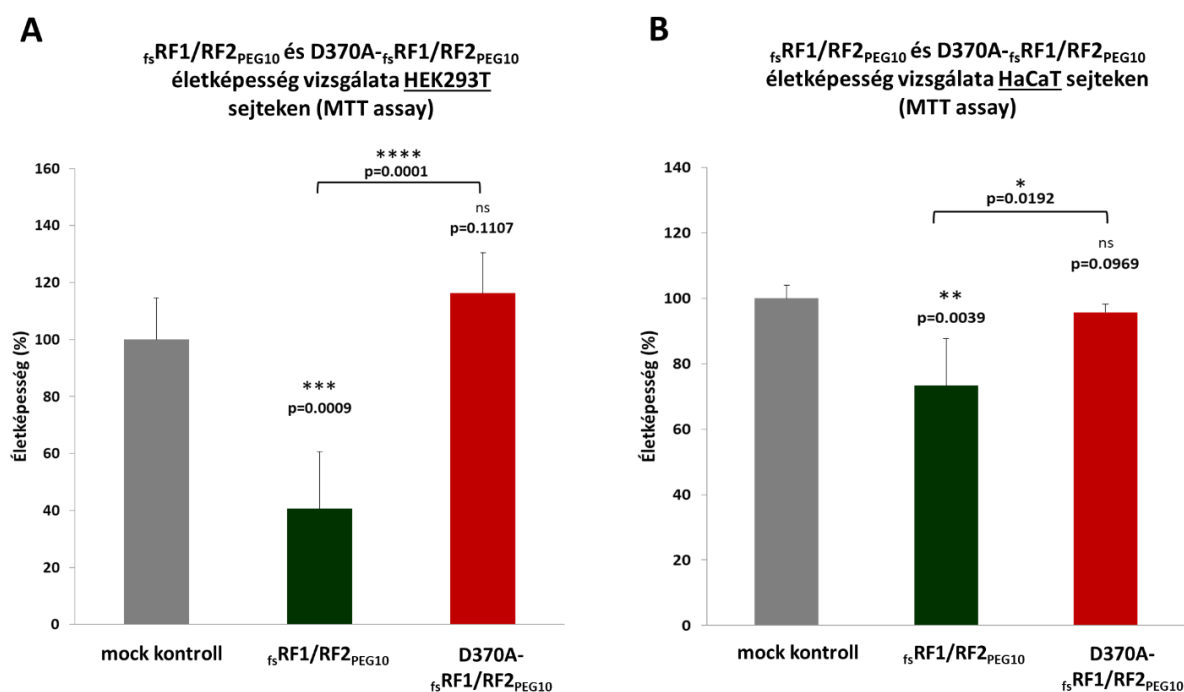 A
fsRF1/RF2PEG10 és D370A-fsRF1/RF2PEG10
életképesség vizsgálata HEK293T
sejteken (MTT assay)
****
p=0.0001
ns
p=0.1107
***
p=0.0009
Életképesség (%)
160
140
120
100
80
60
40
20
0
mock kontroll
fsRF1/RF2PEG10
D370A-
fsRF1/RF2PEG10
B
fsRF1/RF2PEG10 és D370A-fsRF1/RF2PEG10
életképesség vizsgálata HaCaT sejteken
(MTT assay)
*
p=0.0192
ns
p=0.0969
**
p=0.0039
Életképesség (%)
140
120
100
80
60
40
20
0
mock kontroll
fsRF1/RF2PEG10
D370A-
fsRF1/RF2PEG10